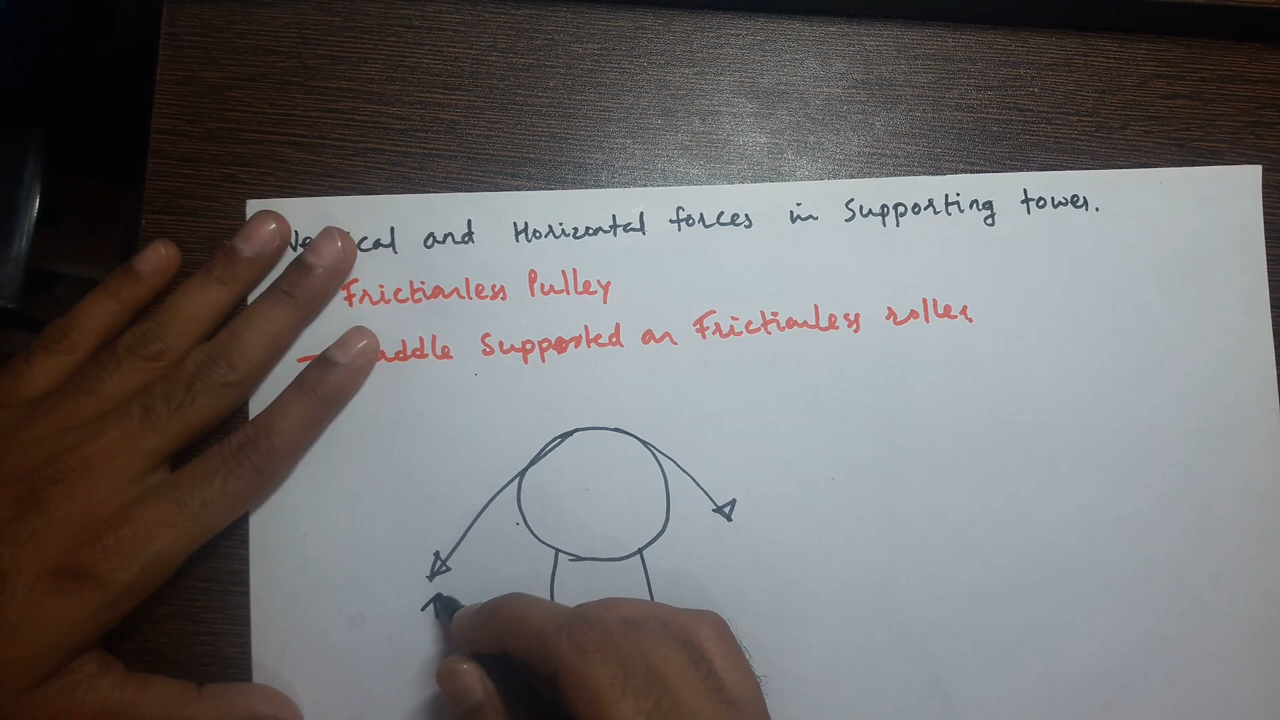 and Horizontal forces in Supporting tower.
Frictionless Pulley
Supported on Frictionless roller